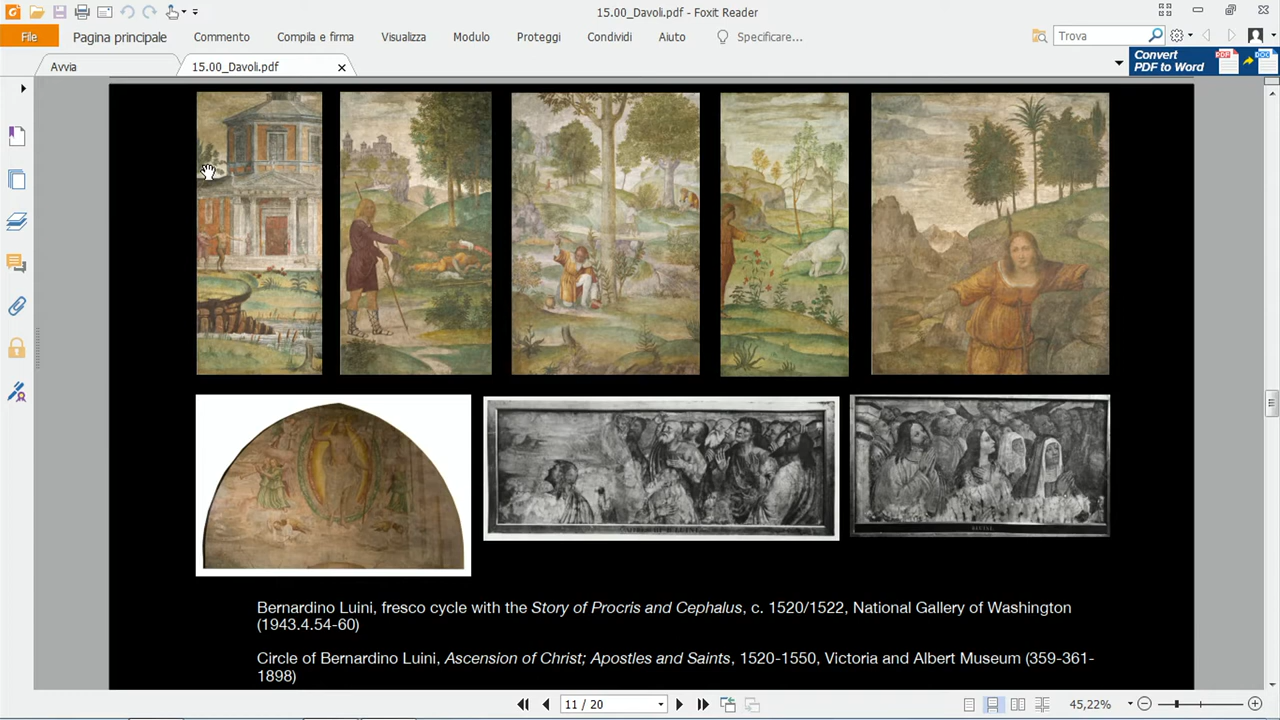 15.00_Davoli.pdf - Foxit Reader
File Pagina principale Commento Compila e firma Visualizza Modulo Proteggi Condividi Aiuto Specificare... Trova
Avvia 15.00_Davoli.pdf
Convert
PDF to Word
Bernardino Luini, fresco cycle with the Story of Procris and Cephalus, c. 1520/1522, National Gallery of Washington
(1943.4.54-60)
Circle of Bernardino Luini, Ascension of Christ; Apostles and Saints, 1520-1550, Victoria and Albert Museum (359-361-
1898)
11 / 20 45,22%